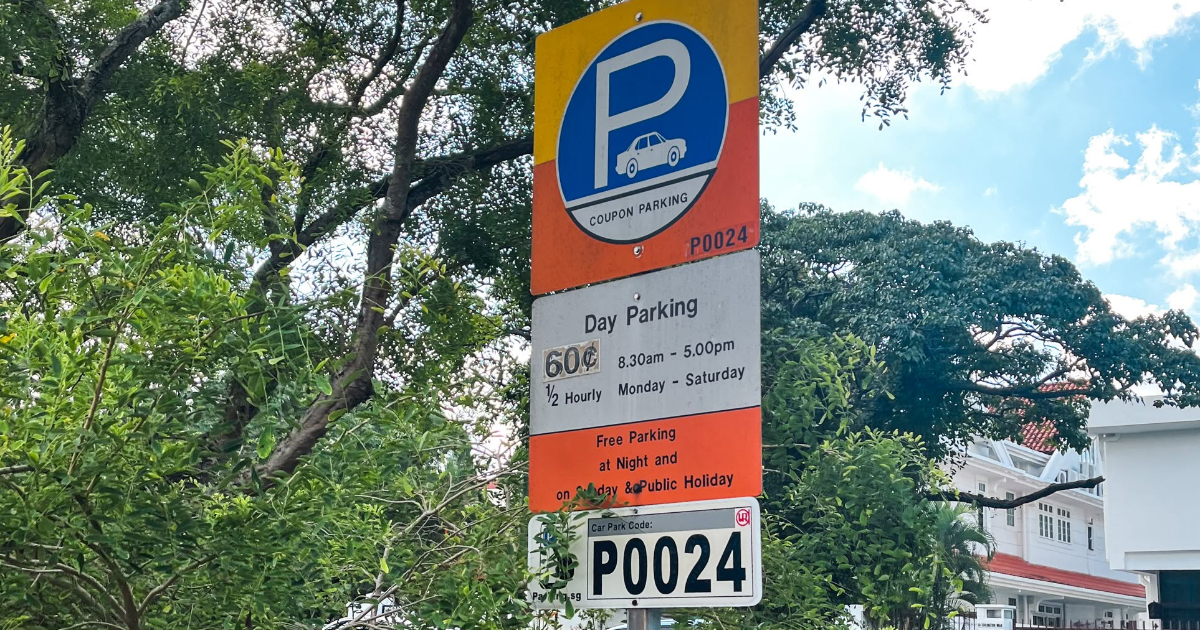 P
COUPON PARKING
P0024
Day Parking
60¢ 8.30am - 5.00pm
½ Hourly Monday - Saturday
Free Parking
at Night and
on & Public Holiday
Car Park Code:
P0024